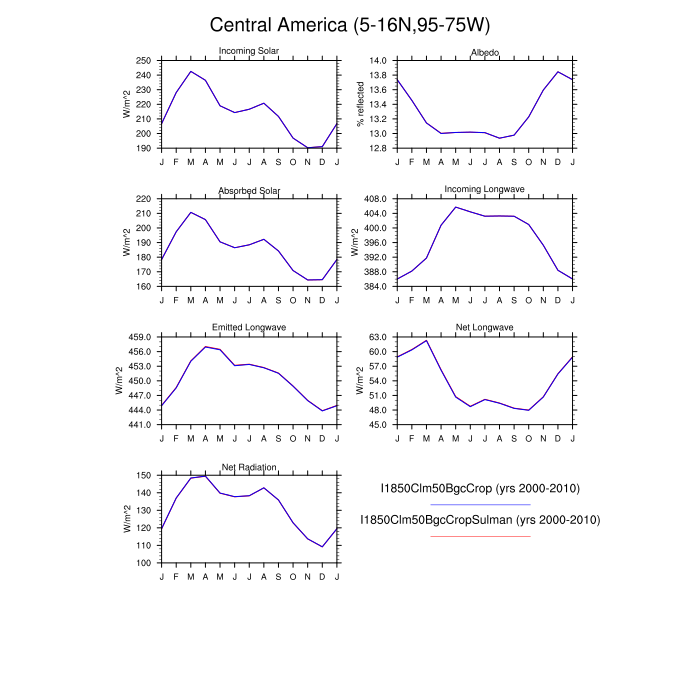 Central America (5-16N,95-75W)
Incoming Solar
W/m^2
250
240
230
220
210
200
190
J F M A M J J A S O N D J
Albedo
% reflected
14.0
13.8
13.6
13.4
13.2
13.0
12.8
J F M A M J J A S O N D J
Absorbed Solar
W/m^2
220
210
200
190
180
170
160
J F M A M J J A S O N D J
Incoming Longwave
W/m^2
408.0
404.0
400.0
396.0
392.0
388.0
384.0
J F M A M J J A S O N D J
Emitted Longwave
W/m^2
459.0
456.0
453.0
450.0
447.0
444.0
441.0
J F M A M J J A S O N D J
Net Longwave
W/m^2
63.0
60.0
57.0
54.0
51.0
48.0
45.0
J F M A M J J A S O N D J
Net Radiation
W/m^2
150
140
130
120
110
100
J F M A M J J A S O N D J
I1850Clm50BgcCrop (yrs 2000-2010)
I1850Clm50BgcCropSulman (yrs 2000-2010)